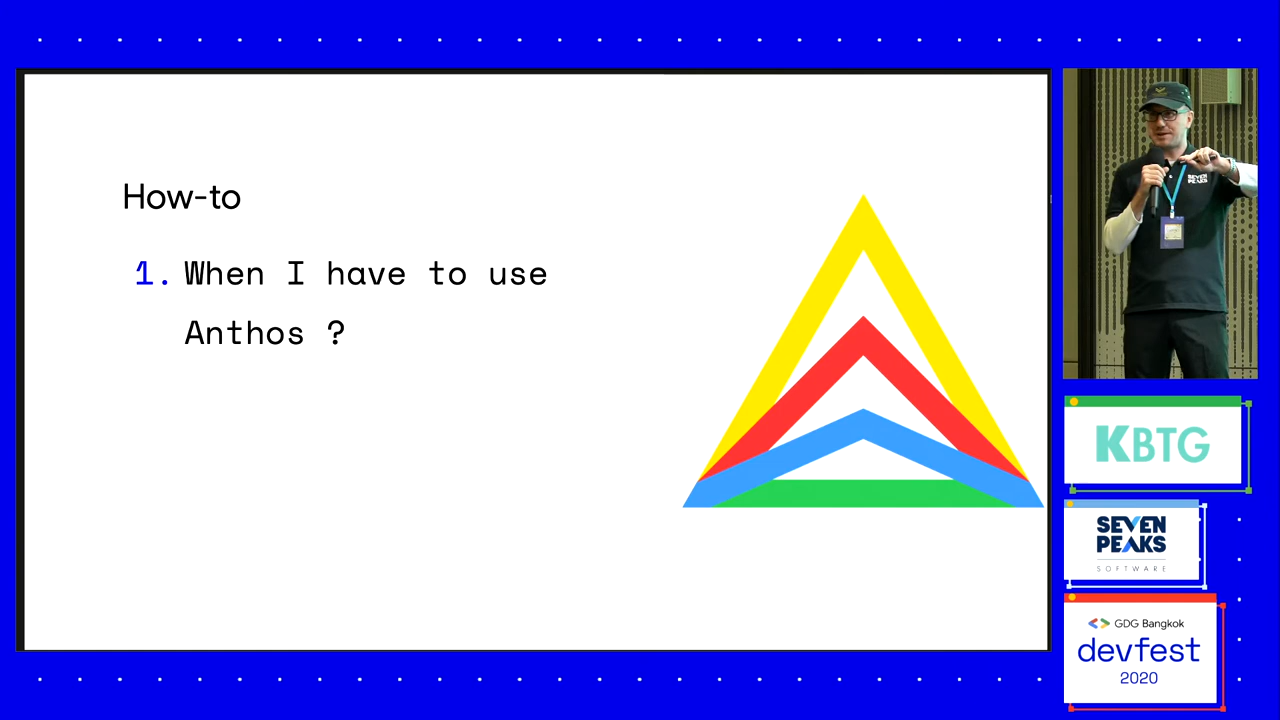 How-to
1. When I have to use
Anthos ?
SEVEN
PEAKS
KBTG
SEVEN
PEAKS
SOFTWARE
GDG Bangkok
devfest
2020